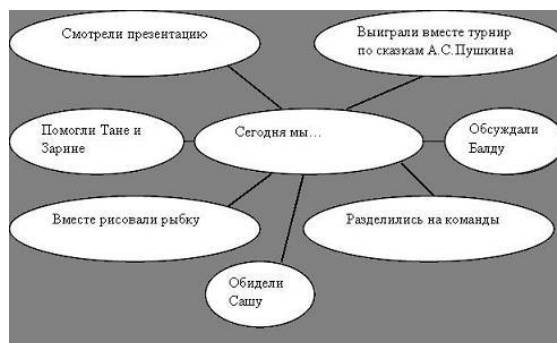 Смотрели презентацию
Выиграли вместе турнир
по сказкам А.С.Пушкина
Помогли Тане и
Зарине
Сегодня мы...
Обсуждали
Балду
Вместе рисовали рыбку
Разделились на команды
Обидели
Сашу